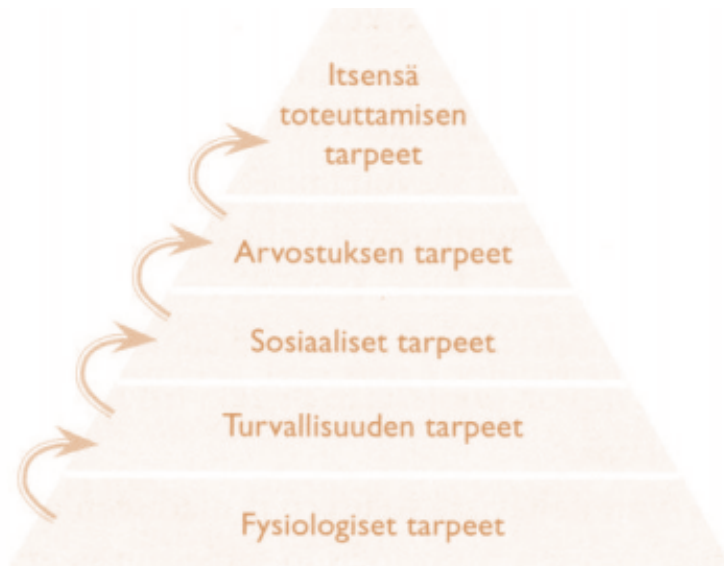 Itsensä
toteuttamisen
tarpeet
Arvostuksen tarpeet
Sosiaaliset tarpeet
Turvallisuuden tarpeet
Fysiologiset tarpeet